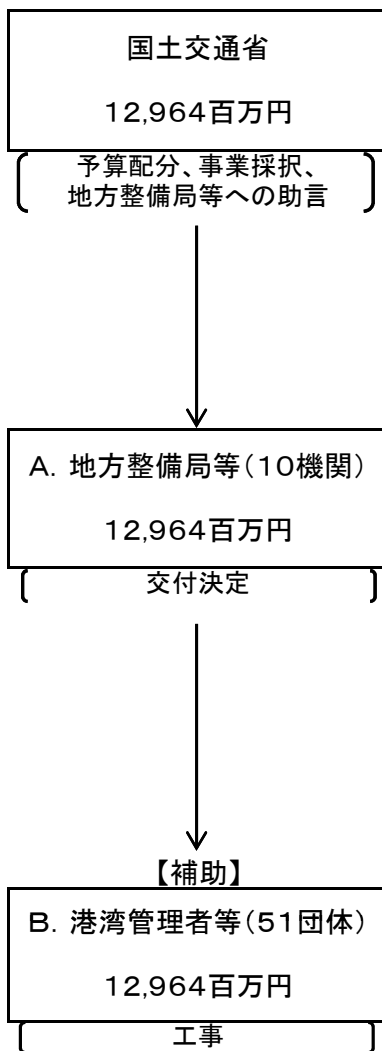 国土交通省
12,964百万円
予算配分、事業採択、
地方整備局等への助言
A. 地方整備局等(10機関)
12,964百万円
交付決定
【補助】
B. 港湾管理者等(51団体)
12,964百万円
工事